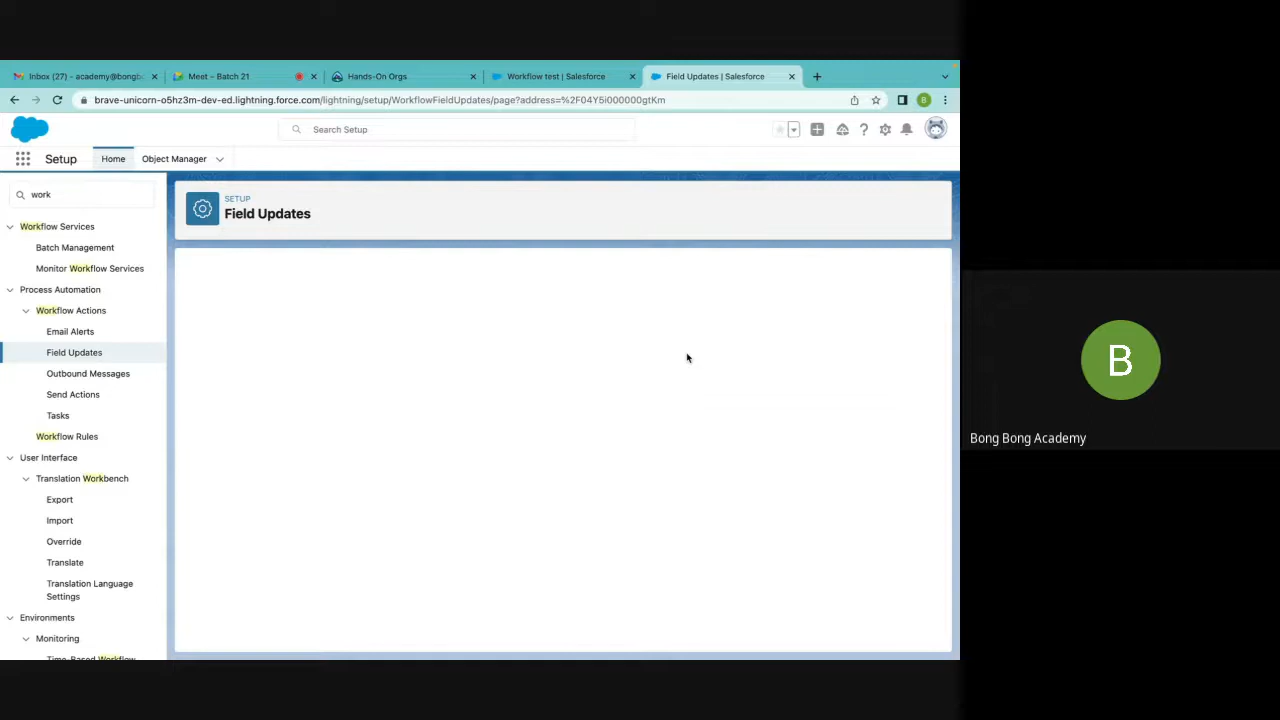 Inbox (27) - academy@bongb
Meet – Batch 21
Hands-On Orgs
Workflow test | Salesforce
Field Updates | Salesforce
brave-unicorn-o5hz3m-dev-ed.lightning.force.com/lightning/setup/WorkflowFieldUpdates/page?address=%2F04Y5i000000gtKm
B
Search Setup
Setup
Home
Object Manager
work
SETUP
Field Updates
Workflow Services
Batch Management
Monitor Workflow Services
Process Automation
Workflow Actions
Email Alerts
Field Updates
Outbound Messages
Send Actions
Tasks
Workflow Rules
User Interface
Translation Workbench
Export
Import
Override
Translate
Translation Language
Settings
Environments
Monitoring
Time-Based Workflow
B
Bong Bong Academy